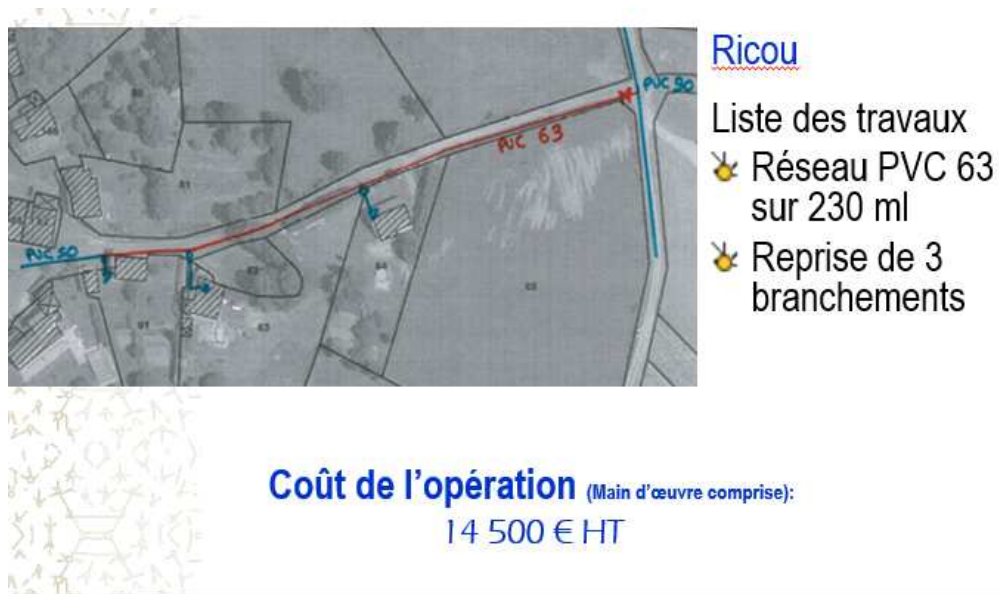 Ricou
Liste des travaux
Réseau PVC 63
sur 230 ml
Reprise de 3
branchements
PVC 90
PVC 63
PVC 50
Coût de l'opération (Main d'œuvre comprise):
14 500 € HT